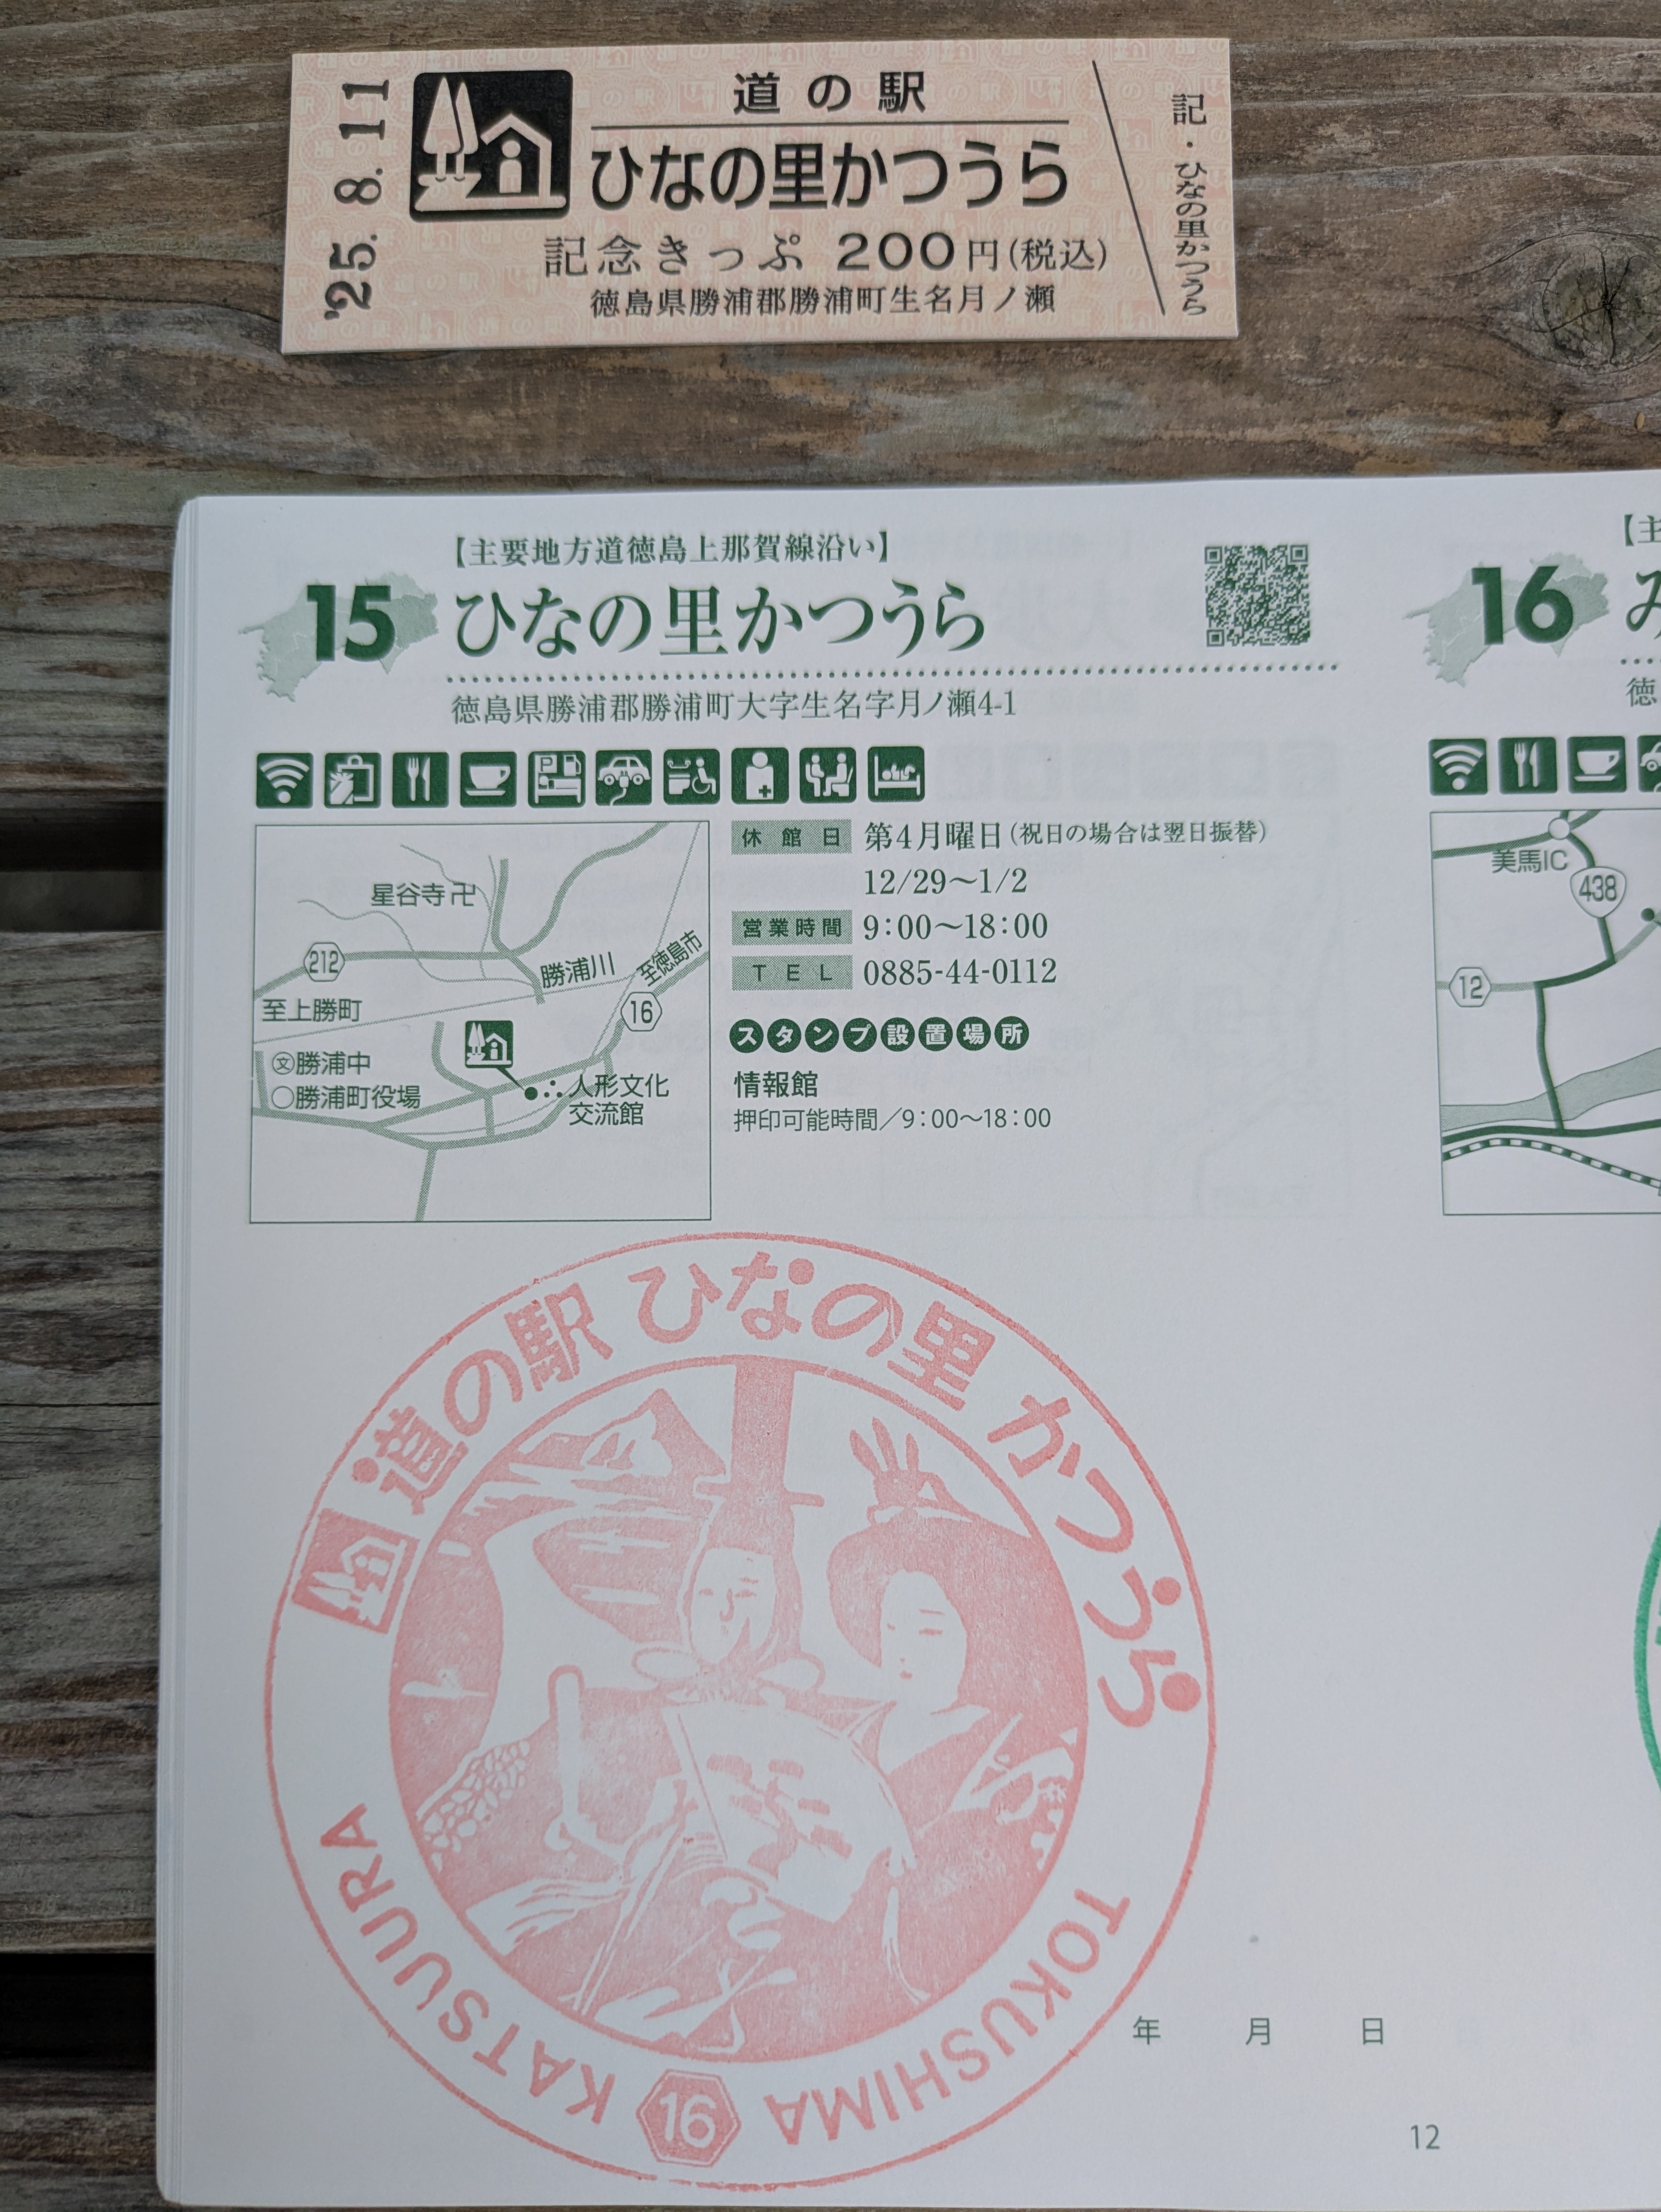 '25. 8. 11
道の駅
ひなの里かつうら
記念きっぷ 200円(税込)
徳島県勝浦郡勝浦町生名月ノ瀬
記・ひなの里かつうら
【主要地方道徳島上那賀線沿い】
15 ひなの里かつうら
徳島県勝浦郡勝浦町大字生名字月ノ瀬4-1
星谷寺卍
212
勝浦川
至徳島市
至上勝町
16
文勝浦中
○勝浦町役場
人形文化
交流館
休館日 第4月曜日(祝日の場合は翌日振替)
12/29〜1/2
営業時間 9:00〜18:00
TEL 0885-44-0112
スタンプ設置場所
情報館
押印可能時間/9:00〜18:00
道の駅 ひなの里 かつうら
KATSUURA
16
TOKUSHIMA
年 月 日
12
【主
16 み
徳
美馬IC
438
12